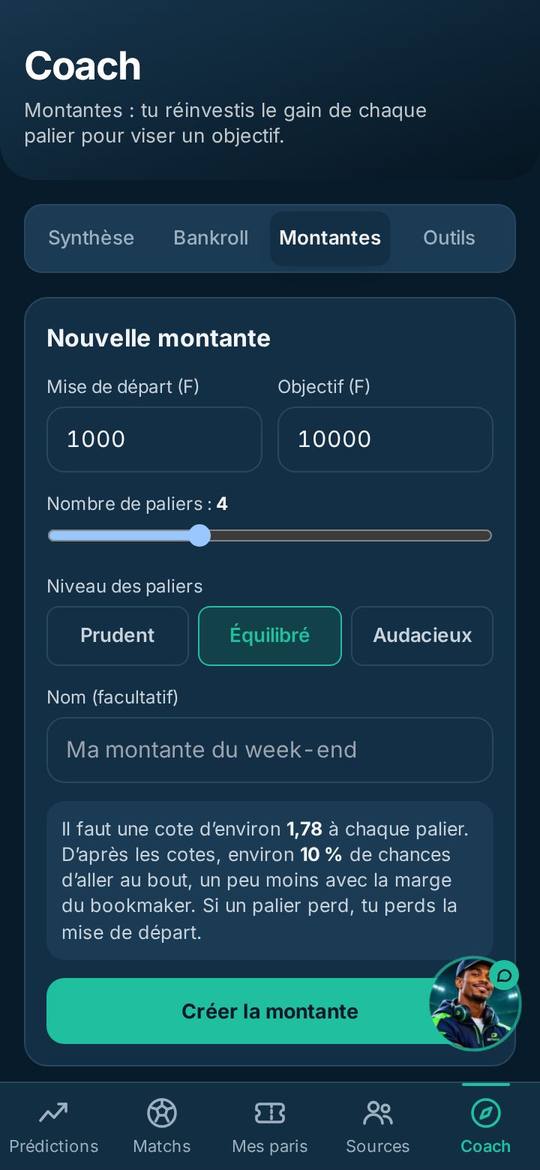 Coach
Montantes : tu réinvestis le gain de chaque
palier pour viser un objectif.
Synthèse
Bankroll
Montantes
Outils
Nouvelle montante
Mise de départ (F)
Objectif (F)
1000
10000
Nombre de paliers : 4
Niveau des paliers
Prudent
Équilibré
Audacieux
Nom (facultatif)
Ma montante du week-end
Il faut une cote d’environ 1,78 à chaque palier.
D’après les cotes, environ 10 % de chances
d’aller au bout, un peu moins avec la marge
du bookmaker. Si un palier perd, tu perds la
mise de départ.
Créer la montante
Prédictions
Matchs
Mes paris
Sources
Coach